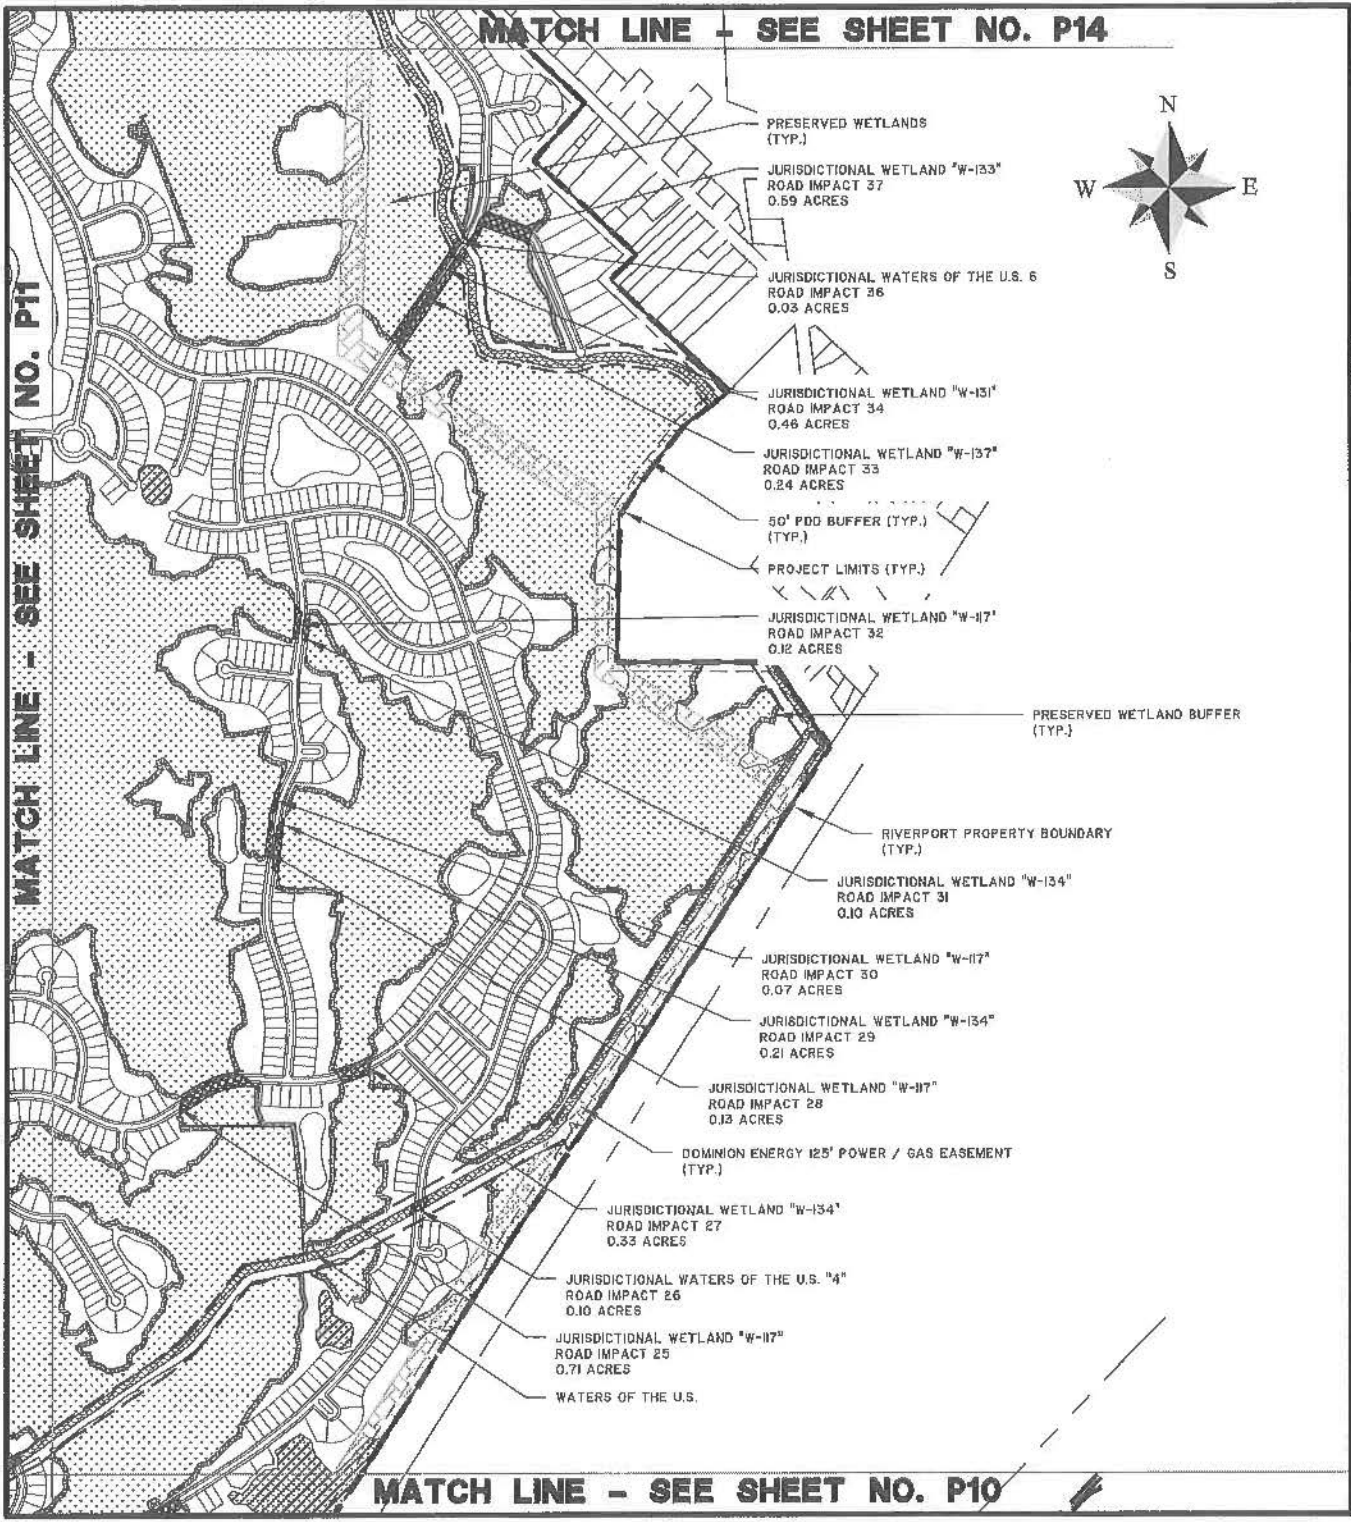 MATCH LINE - SEE SHEET NO. P14
PRESERVED WETLANDS
(TYP.)
JURISDICTIONAL WETLAND "W-133"
ROAD IMPACT 37
0.59 ACRES
N
W
E
S
JURISDICTIONAL WATERS OF THE U.S. 6
ROAD IMPACT 36
0.03 ACRES
JURISDICTIONAL WETLAND "W-131"
ROAD IMPACT 34
0.46 ACRES
JURISDICTIONAL WETLAND "W-137"
ROAD IMPACT 33
0.24 ACRES
50' PDD BUFFER (TYP.)
(TYP.)
PROJECT LIMITS (TYP.)
JURISDICTIONAL WETLAND "W-117"
ROAD IMPACT 32
0.12 ACRES
PRESERVED WETLAND BUFFER
(TYP.)
RIVERPORT PROPERTY BOUNDARY
(TYP.)
JURISDICTIONAL WETLAND "W-134"
ROAD IMPACT 31
0.10 ACRES
JURISDICTIONAL WETLAND "W-117"
ROAD IMPACT 30
0.07 ACRES
JURISDICTIONAL WETLAND "W-134"
ROAD IMPACT 29
0.21 ACRES
JURISDICTIONAL WETLAND "W-117"
ROAD IMPACT 28
0.13 ACRES
DOMINION ENERGY 125' POWER / GAS EASEMENT
(TYP.)
JURISDICTIONAL WETLAND "W-134"
ROAD IMPACT 27
0.33 ACRES
JURISDICTIONAL WATERS OF THE U.S. "4"
ROAD IMPACT 26
0.10 ACRES
JURISDICTIONAL WETLAND "W-117"
ROAD IMPACT 25
0.71 ACRES
WATERS OF THE U.S.
MATCH LINE - SEE SHEET NO. P11
MATCH LINE - SEE SHEET NO. P10